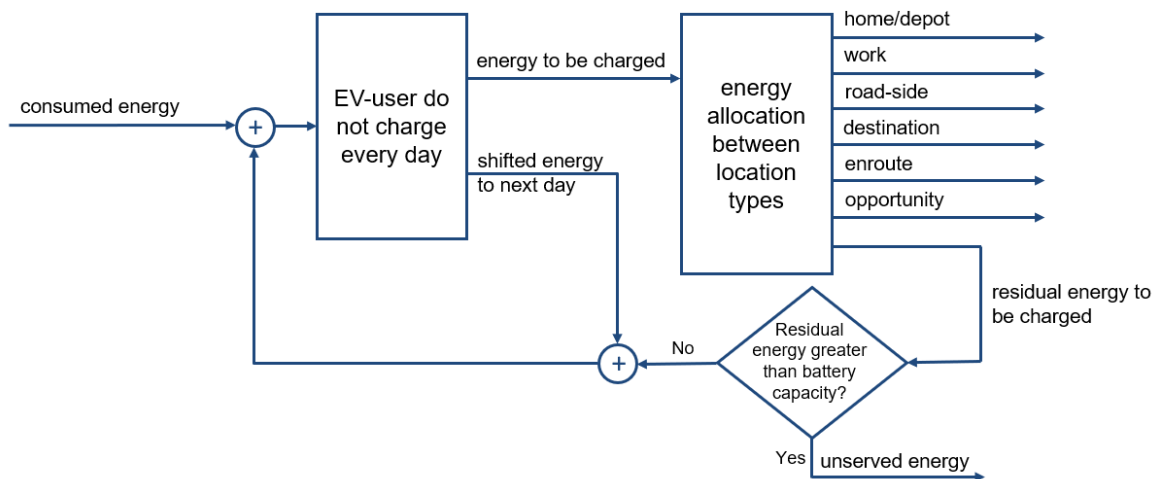 consumed energy
+
EV-user do
not charge
every day
energy to be charged
shifted energy
to next day
energy
allocation
between
location
types
home/depot
work
road-side
destination
enroute
opportunity
residual energy to
be charged
Residual
energy greater
than battery
capacity?
No
+
Yes
unserved energy